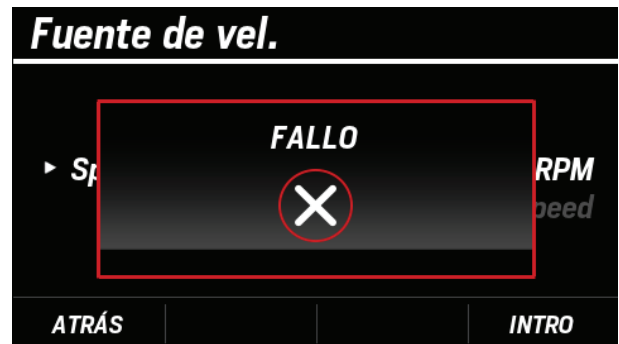 Fuente de vel.
FALLO
RPM
ATRÁS
INTRO